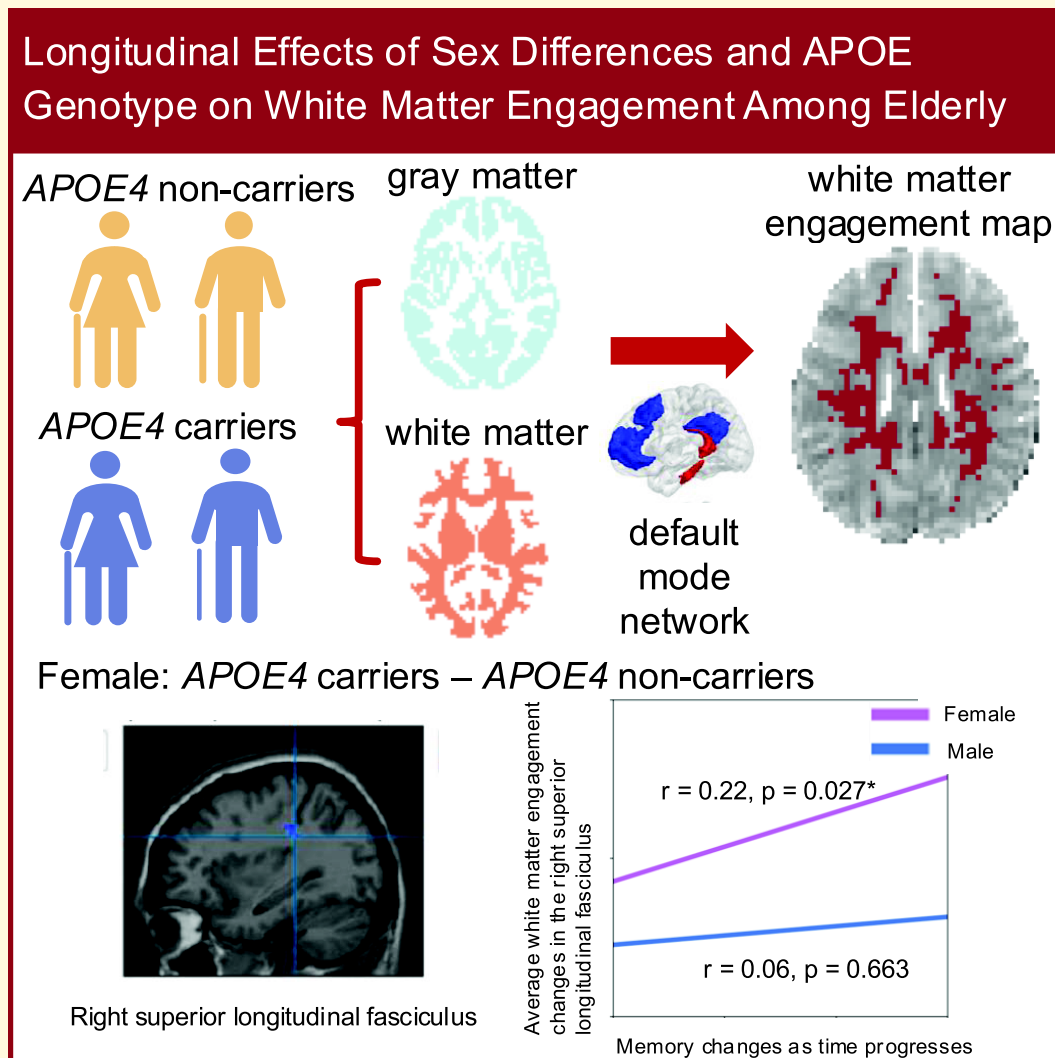 Longitudinal Effects of Sex Differences and APOE
Genotype on White Matter Engagement Among Elderly
APOE4 non-carriers
gray matter
white matter
engagement map
APOE4 carriers
white matter
default
mode
network
Female: APOE4 carriers – APOE4 non-carriers
Right superior longitudinal fasciculus
Average white matter engagement
changes in the right superior
longitudinal fasciculus
Female
Male
r = 0.22, p = 0.027*
r = 0.06, p = 0.663
Memory changes as time progresses